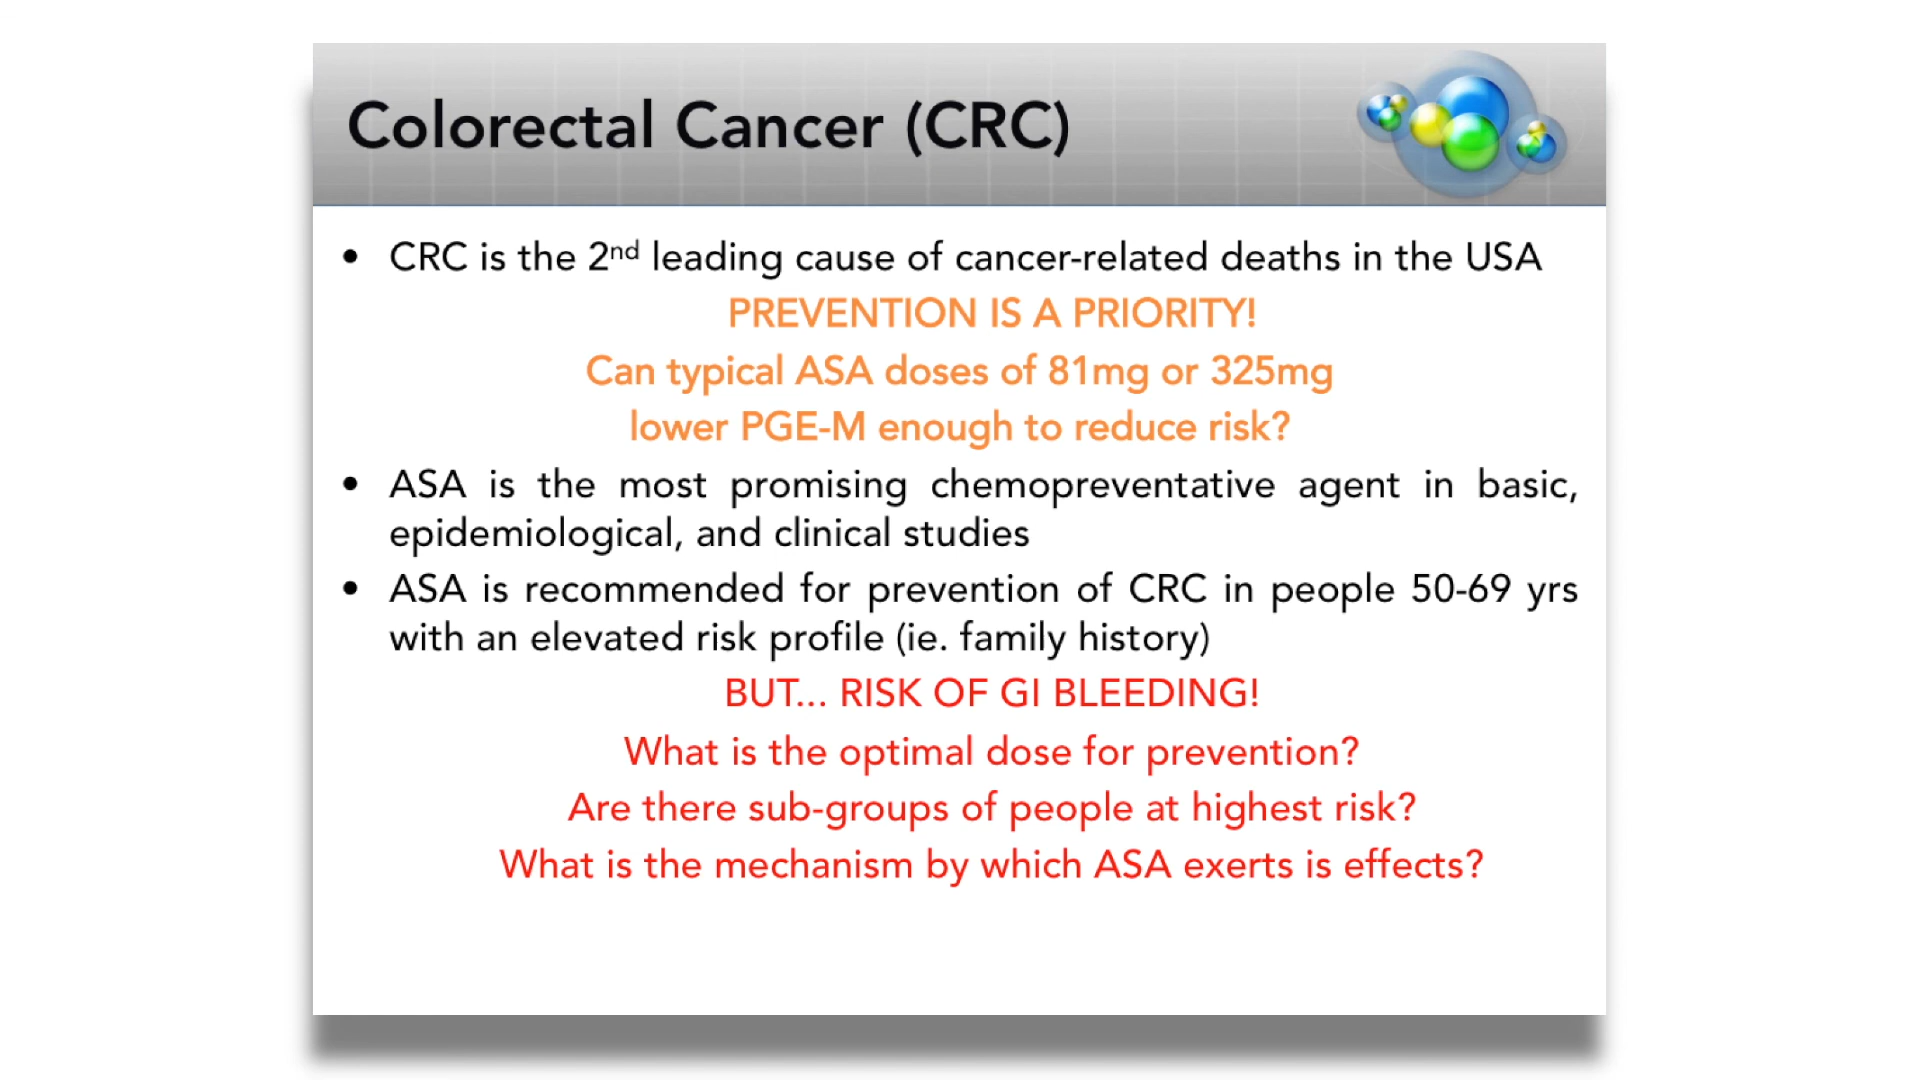 Colorectal Cancer (CRC)
• CRC is the 2nd leading cause of cancer-related deaths in the USA
PREVENTION IS A PRIORITY!
Can typical ASA doses of 81mg or 325mg
lower PGE-M enough to reduce risk?
• ASA is the most promising chemopreventative agent in basic,
epidemiological, and clinical studies
• ASA is recommended for prevention of CRC in people 50-69 yrs
with an elevated risk profile (ie. family history)
BUT... RISK OF GI BLEEDING!
What is the optimal dose for prevention?
Are there sub-groups of people at highest risk?
What is the mechanism by which ASA exerts is effects?